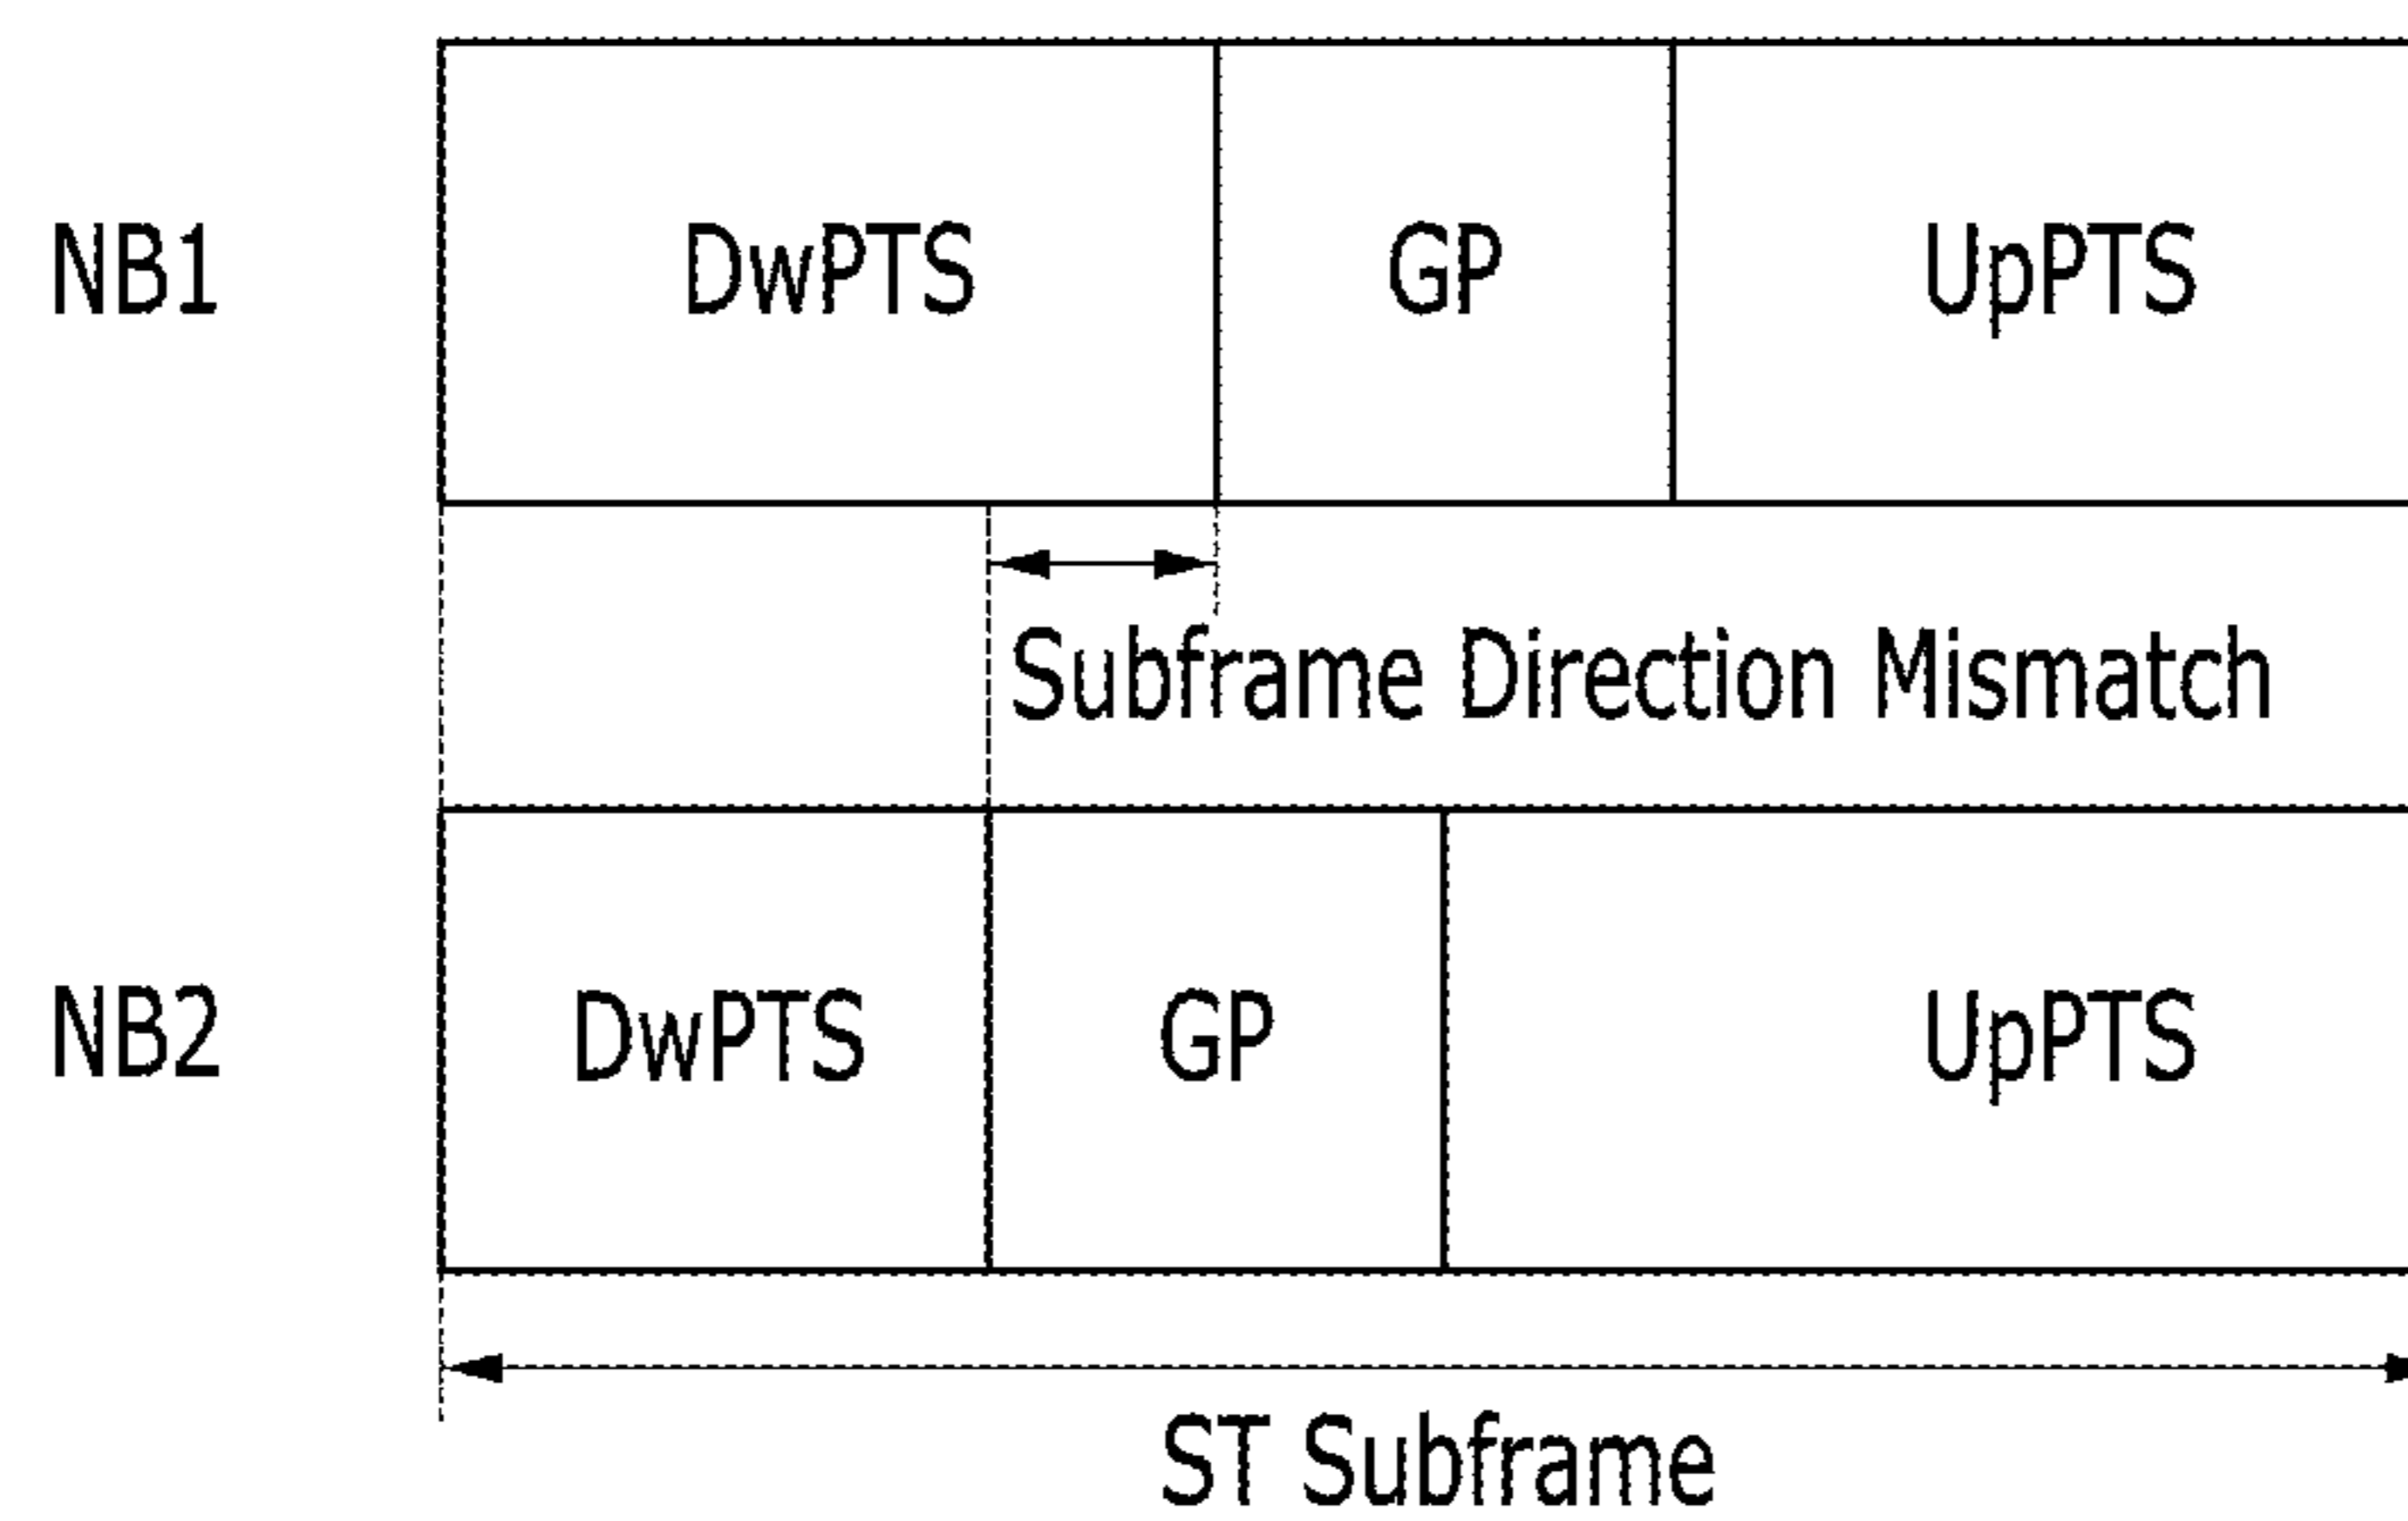 NB1 DwPTS GP UpPTS
Subframe Direction Mismatch
NB2 DwPTS GP UpPTS
ST Subframe